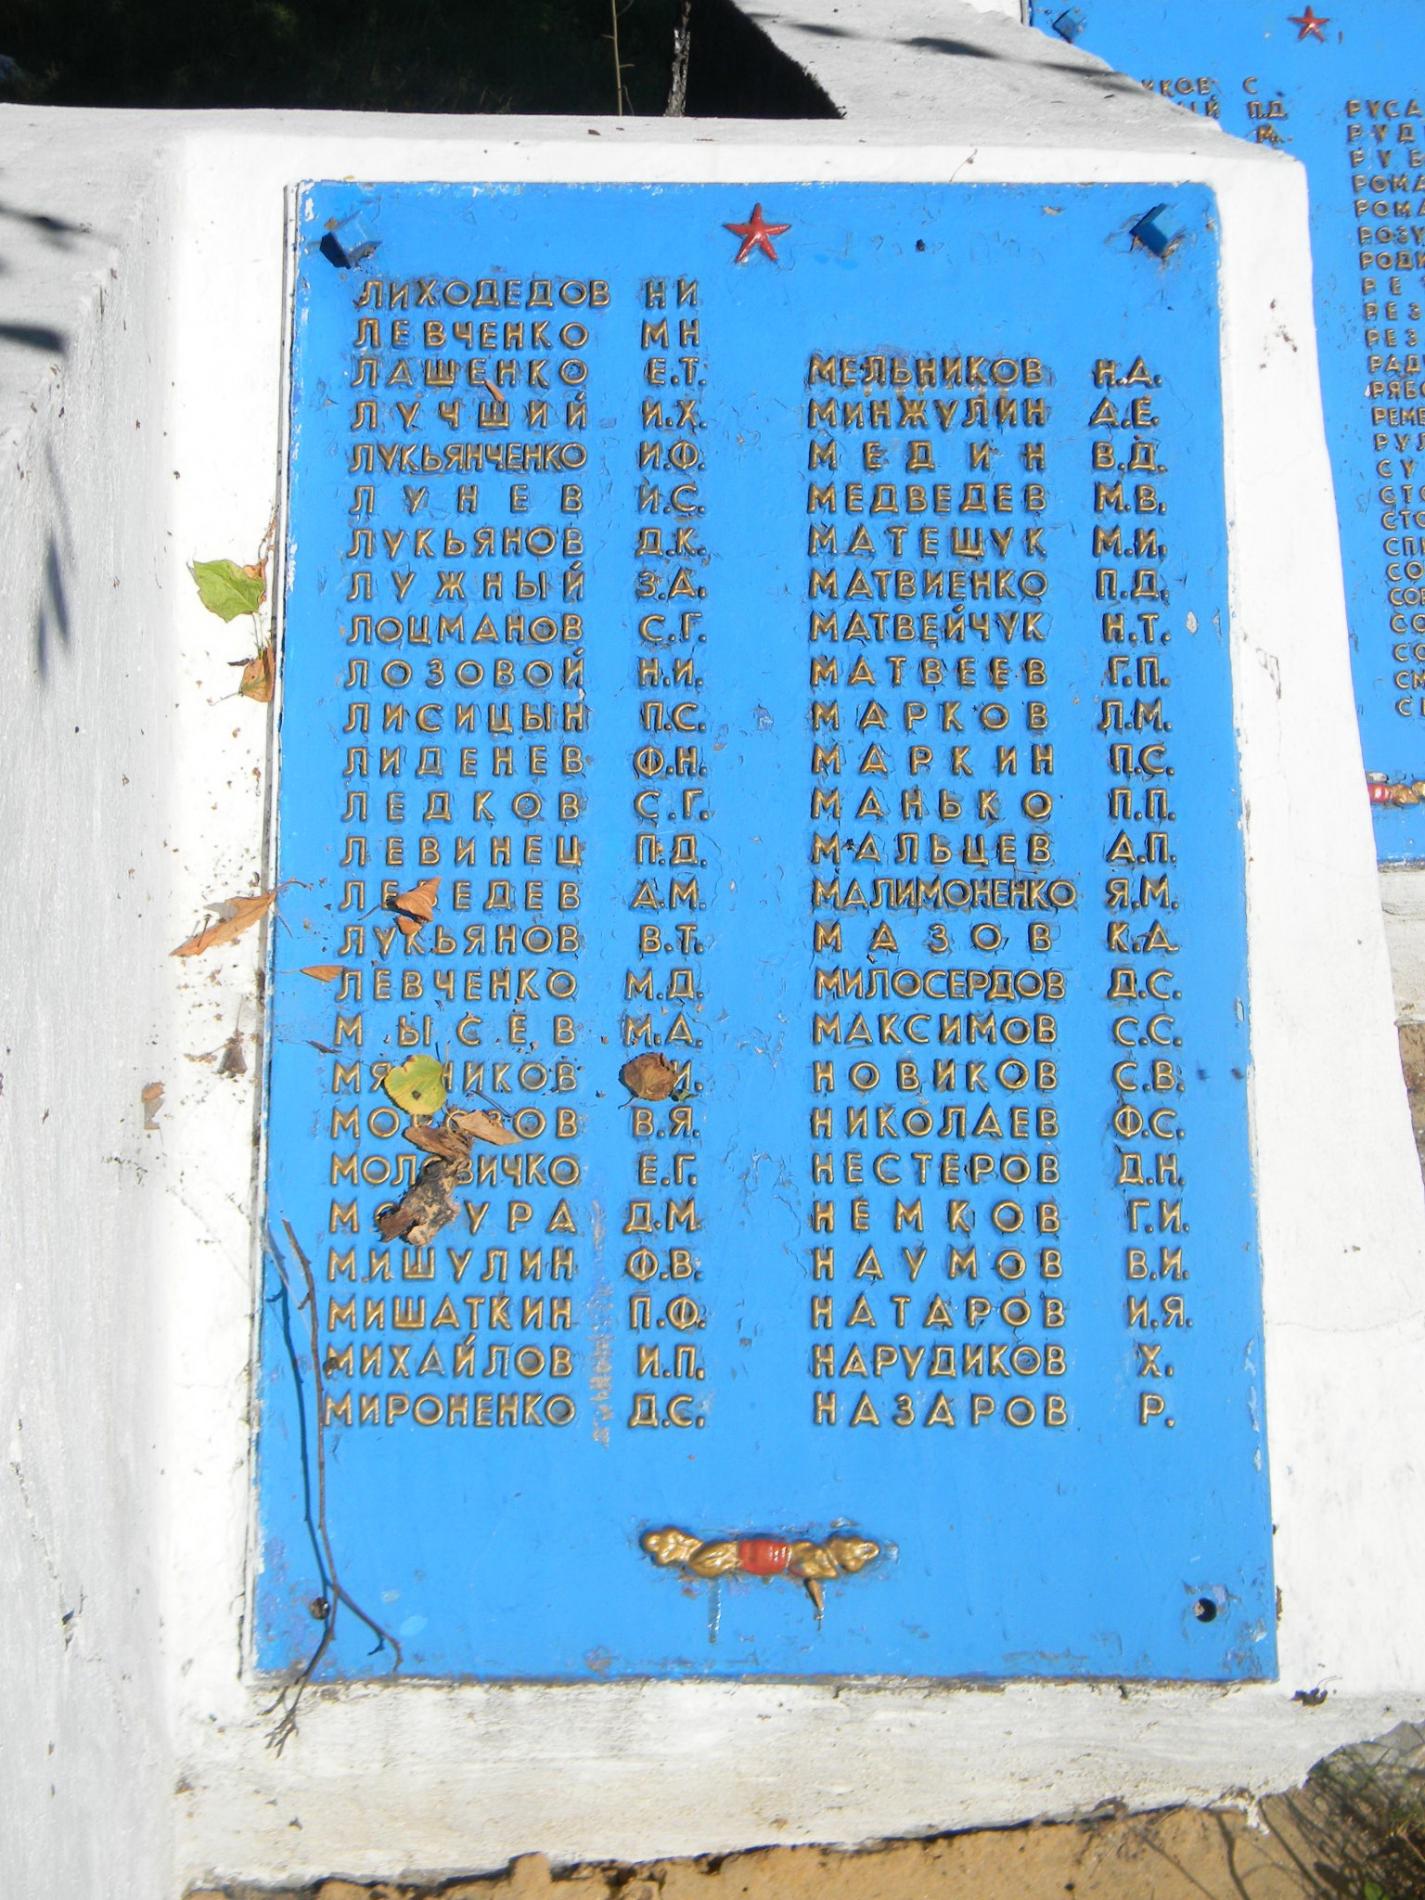 ЛИХОДЕДОВ НИ
ЛЕВЧЕНКО МН
ЛАШЕНКО Е.Т.
ЛУЧШИЙ И.Х.
ЛУКЬЯНЧЕНКО И.Ф.
ЛУНЕВ И.С.
ЛУКЬЯНОВ Д.К.
ЛУЖНЫЙ З.А.
ЛОЦМАНОВ С.Г.
ЛОЗОВОЙ Н.И.
ЛИСИЦЫН П.С.
ЛИДЕНЕВ Ф.Н.
ЛЕДКОВ С.Г.
ЛЕВИНЕЦ П.Д.
А.М.
ЛУКЬЯНОВ В.Т.
ЛЕВЧЕНКО М.Д.
МЫСЕВ М.А.
В.Я.
Е.Г.
Д.М
МИШУЛИН Ф.В.
МИШАТКИН П.Ф.
МИХАЙЛОВ И.П.
МИРОНЕНКО Д.С.
МЕЛЬНИКОВ Н.А.
МИНЖУЛИН А.Е.
МЕДИН В.Д.
МЕДВЕДЕВ М.В.
МАТЕЩУК М.И.
МАТВИЕНКО П.Д.
МАТВЕЙЧУК Н.Т.
МАТВЕЕВ Г.П.
МАРКОВ Л.М.
МАРКИН П.С.
МАНЬКО П.П.
МАЛЬЦЕВ А.П.
МАЛИМОНЕНКО Я.М.
МАЗОВ К.А
МИЛОСЕРДОВ Д.С.
МАКСИМОВ С.С.
НОВИКОВ С.В.
НИКОЛАЕВ Ф.С.
НЕСТЕРОВ Д.Н.
НЕМКОВ Г.И.
НАУМОВ В.И.
НАТАРОВ И.Я.
НАРУДИКОВ Х.
НАЗАРОВ Р.
С
П.Д.
М.